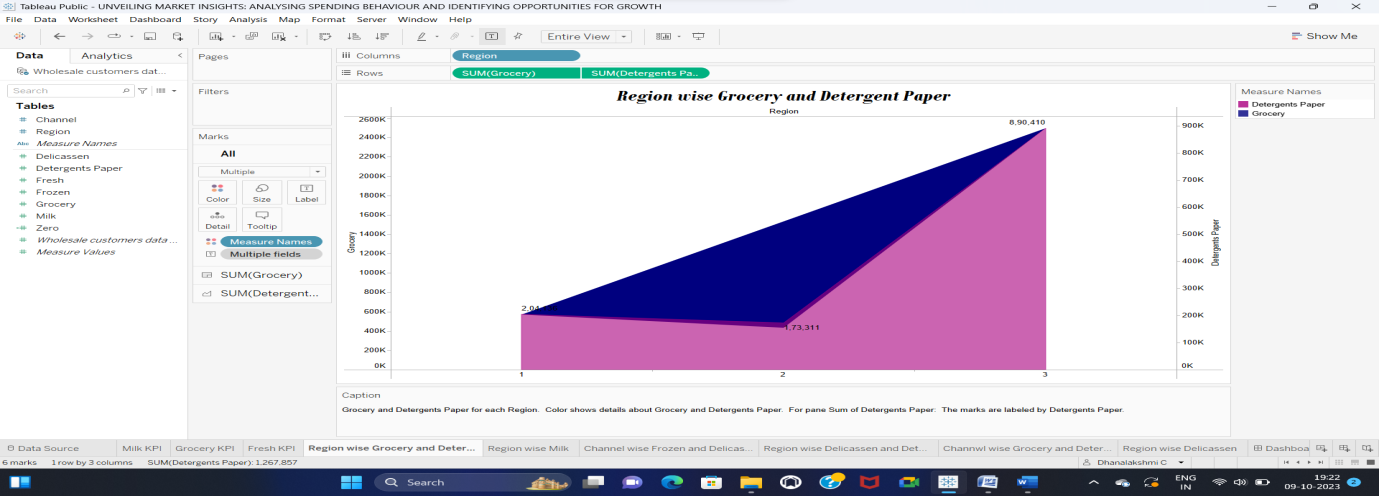 Tableau Public - UNVEILING MARKET INSIGHTS: ANALYSING SPENDING BEHAVIOUR AND IDENTIFYING OPPORTUNITIES FOR GROWTH
File Data Worksheet Dashboard Story Analysis Map Format Server Window Help
Entire View
Show Me
Data Analytics
Wholesale customers dat...
Search
Tables
Channel
Region
Abc Measure Names
Delicassen
Detergents Paper
Fresh
Frozen
Grocery
Milk
Zero
Wholesale customers data ...
Measure Values
Pages
Filters
Marks
All
Multiple
Color Size Label
Detail Tooltip
Measure Names
Multiple fields
SUM(Grocery)
SUM(Detergent...
Columns Region
Rows SUM(Grocery) SUM(Detergents Pa..
Region wise Grocery and Detergent Paper
Region
2600K
2400K
2200K
2000K
1800K
1600K
1400K
1200K
1000K
800K
600K
400K
200K
0K
Grocery
2,04
1,73,311
8,90,410
1 2 3
900K
800K
700K
600K
500K
400K
300K
200K
100K
0K
Detergents Paper
Measure Names
Detergents Paper
Grocery
Caption
Grocery and Detergents Paper for each Region. Color shows details about Grocery and Detergents Paper. For pane Sum of Detergents Paper: The marks are labeled by Detergents Paper.
Data Source Milk KPI Grocery KPI Fresh KPI Region wise Grocery and Deter... Region wise Milk Channel wise Frozen and Delicas... Region wise Delicassen and Det... Channwl wise Grocery and Deter... Region wise Delicassen Dashboa
6 marks 1 row by 3 columns SUM(Detergents Paper): 1,267,857
Dhanalakshmi C
Search
ENG
IN
19:22
09-10-2023
2